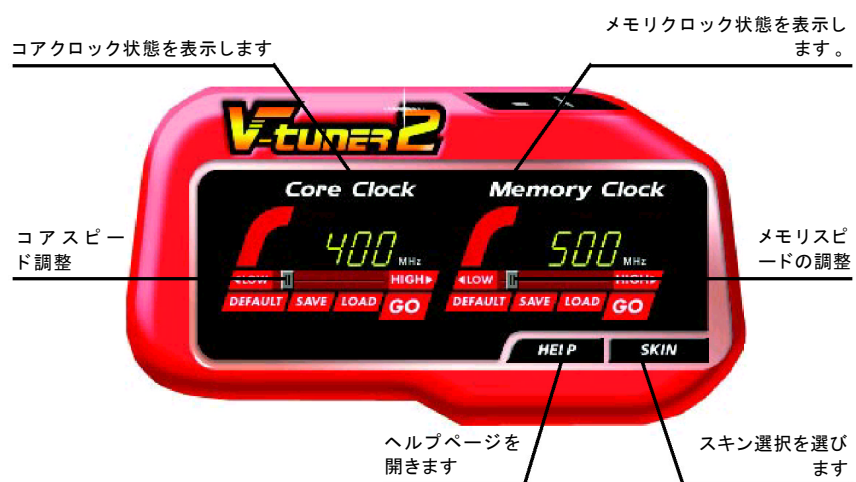 メモリクロック状態を表示し
ます。
コアクロック状態を表示します
V-tuner2
Core Clock
Memory Clock
コアスピー
ド調整
400 MHz
500 MHz
メモリスピ
ードの調整
◀LOW HIGH▶
◀LOW HIGH▶
DEFAULT SAVE LOAD GO
DEFAULT SAVE LOAD GO
HELP
SKIN
ヘルプページを
開きます
スキン選択を選び
ます